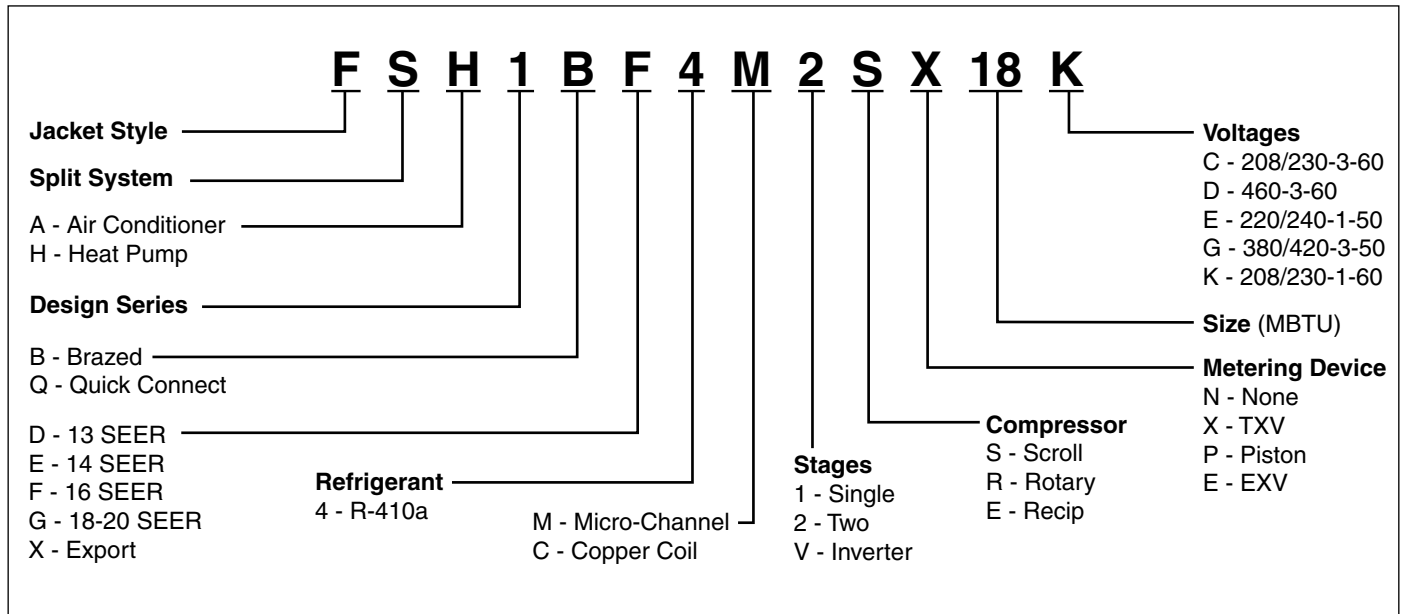 F S H 1 B F 4 M 2 S X 18 K
Jacket Style
Split System
A - Air Conditioner
H - Heat Pump
Design Series
B - Brazed
Q - Quick Connect
D - 13 SEER
E - 14 SEER
F - 16 SEER
G - 18-20 SEER
X - Export
Refrigerant
4 - R-410a
M - Micro-Channel
C - Copper Coil
Stages
1 - Single
2 - Two
V - Inverter
Compressor
S - Scroll
R - Rotary
E - Recip
Metering Device
N - None
X - TXV
P - Piston
E - EXV
Size (MBTU)
Voltages
C - 208/230-3-60
D - 460-3-60
E - 220/240-1-50
G - 380/420-3-50
K - 208/230-1-60